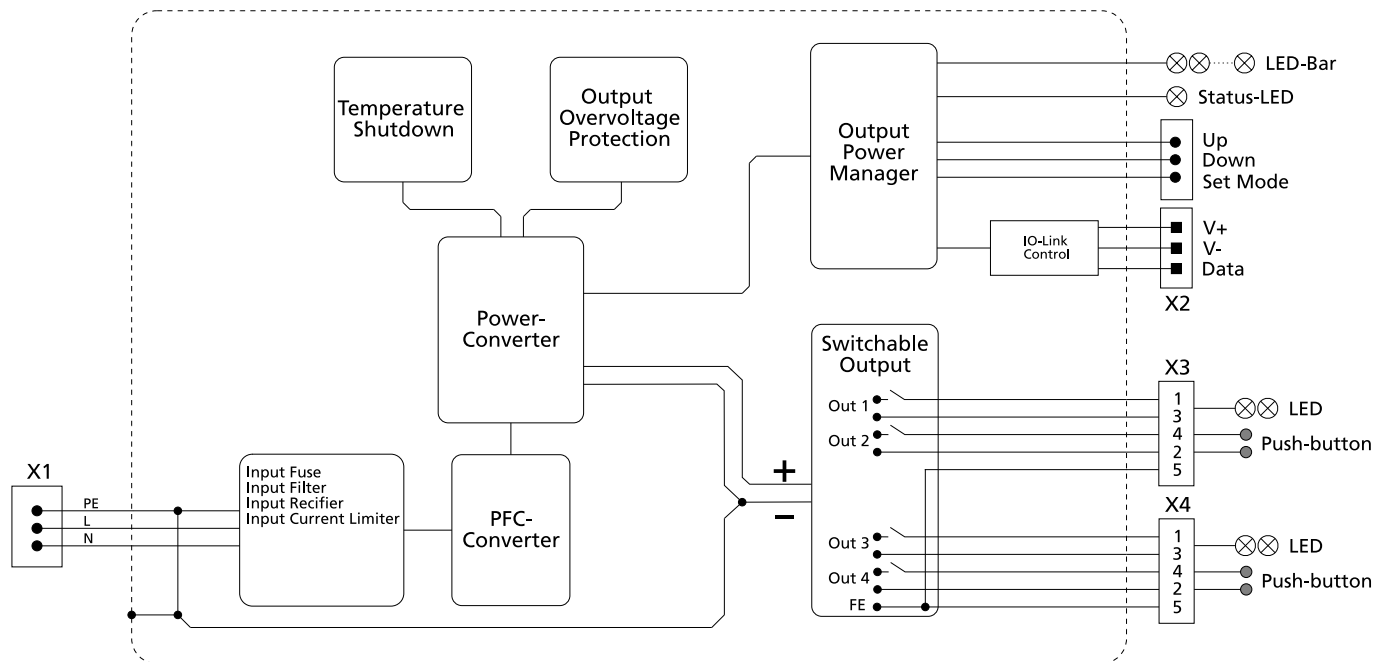 Temperature
Shutdown
Output
Overvoltage
Protection
Output
Power
Manager
LED-Bar
Status-LED
Up
Down
Set Mode
IO-Link
Control
V+
V-
Data
X2
Power-
Converter
Switchable
Output
Out 1
Out 2
X3
1
3
4
2
5
LED
Push-button
X1
PE
L
N
Input Fuse
Input Filter
Input Recifier
Input Current Limiter
PFC-
Converter
+
−
Out 3
Out 4
FE
X4
1
3
4
2
5
LED
Push-button